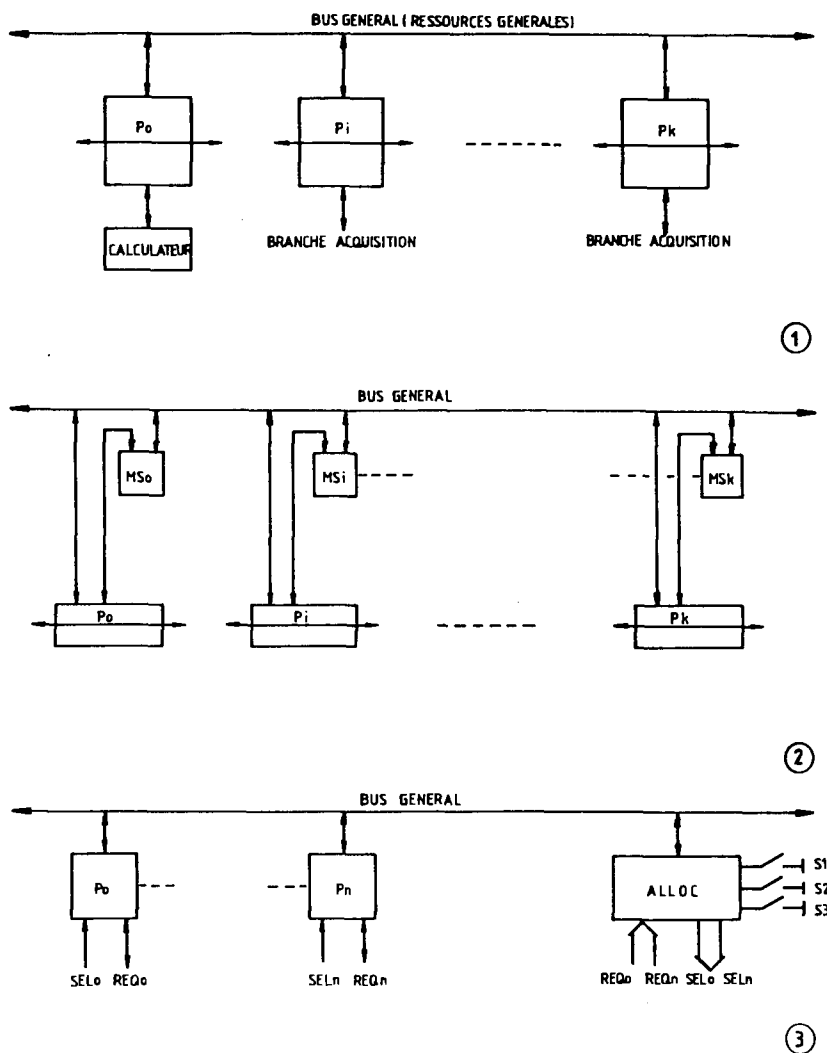 BUS GENERAL (RESSOURCES GENERALES)
Po Pi Pk
CALCULATEUR BRANCHE ACQUISITION BRANCHE ACQUISITION
1
BUS GENERAL
MSo MSi MSk
Po Pi Pk
2
BUS GENERAL
S1
Po Pn ALLOC S2
S3
SELo REQo SELn REQn REQo REQn SELo SELn
3